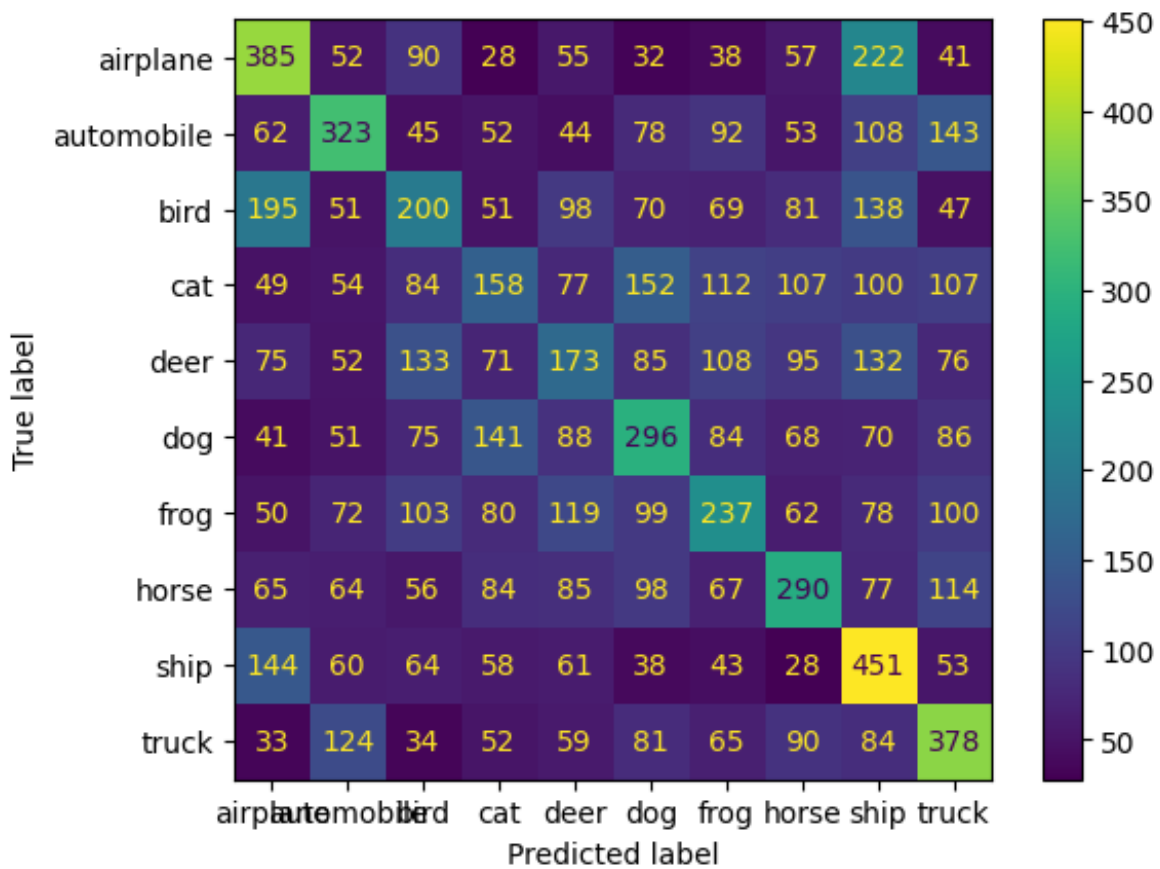 airplane 385 52 90 28 55 32 38 57 222 41
automobile 62 323 45 52 44 78 92 53 108 143
bird 195 51 200 51 98 70 69 81 138 47
cat 49 54 84 158 77 152 112 107 100 107
deer 75 52 133 71 173 85 108 95 132 76
dog 41 51 75 141 88 296 84 68 70 86
frog 50 72 103 80 119 99 237 62 78 100
horse 65 64 56 84 85 98 67 290 77 114
ship 144 60 64 58 61 38 43 28 451 53
truck 33 124 34 52 59 81 65 90 84 378
airplane automobile bird cat deer dog frog horse ship truck
Predicted label
True label
450
400
350
300
250
200
150
100
50